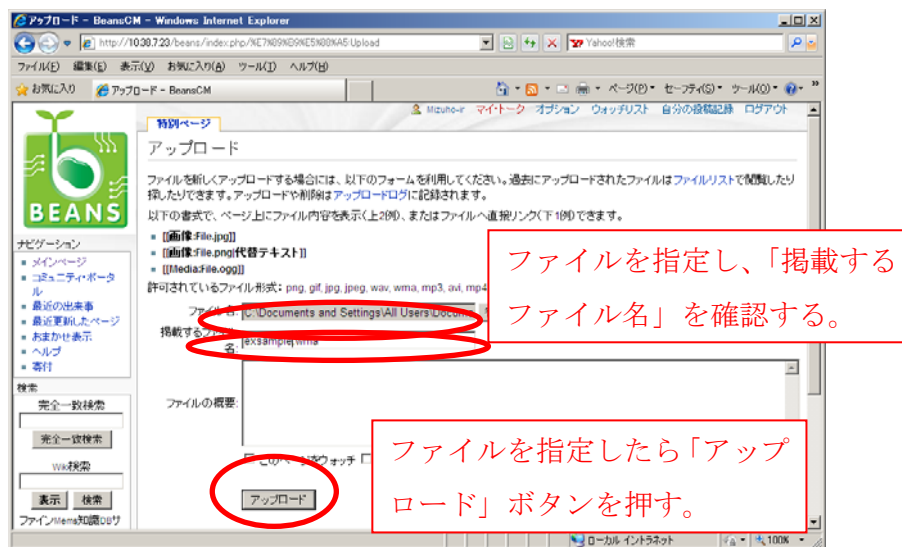 アップロード - BeansCM - Windows Internet Explorer
http://10.38.7.23/beans/index.php/%E7%89%B9%E5%88%A5:Upload
Yahoo!検索
ファイル(F) 編集(E) 表示(V) お気に入り(A) ツール(T) ヘルプ(H)
お気に入り アップロード - BeansCM
ページ(P) セーフティ(S) ツール(O)
Mizuho-ir マイ・トーク オプション ウォッチリスト 自分の投稿記録 ログアウト
特別ページ
アップロード
ファイルを新しくアップロードする場合には、以下のフォームを利用してください。過去にアップロードされたファイルはファイルリストで閲覧したり
探したりできます。アップロードや削除はアップロードログに記録されます。
以下の書式で、ページ上にファイル内容を表示(上2例)、またはファイルへ直接リンク(下1例)できます。
[[画像:File.jpg]]
[[画像:File.png|代替テキスト]]
[[Media:File.ogg]]
許可されているファイル形式: png, gif, jpg, jpeg, wav, wma, mp3, avi, mp4
ファイル名: C:\Documents and Settings\All Users\Docume
掲載するファイル
名: exsample.wma
ファイルの概要:
このページをウォッチ
アップロード
BEANS
ナビゲーション
メインページ
コミュニティ・ポータ
ル
最近の出来事
最近更新したページ
おまかせ表示
ヘルプ
寄付
検索
完全一致検索
完全一致検索
Wiki検索
表示 検索
ファインMems知識DBサ
ファイルを指定し、「掲載する
ファイル名」を確認する。
ファイルを指定したら「アップ
ロード」ボタンを押す。
ローカル イントラネット 100%